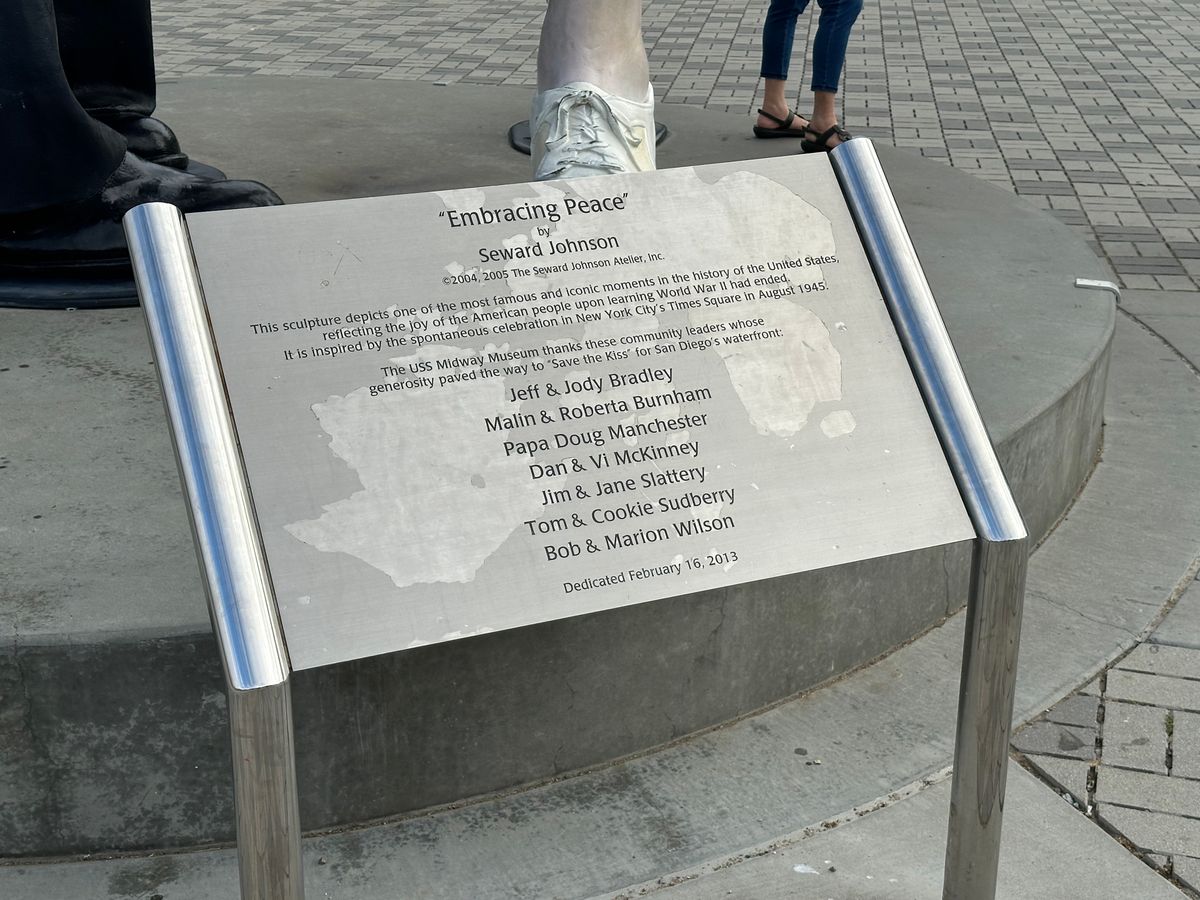 “Embracing Peace”
by
Seward Johnson
©2004, 2005 The Seward Johnson Atelier, Inc.
This sculpture depicts one of the most famous and iconic moments in the history of the United States,
reflecting the joy of the American people upon learning World War II had ended.
It is inspired by the spontaneous celebration in New York City’s Times Square in August 1945.
The USS Midway Museum thanks these community leaders whose
generosity paved the way to “Save the Kiss” for San Diego’s waterfront:
Jeff & Jody Bradley
Malin & Roberta Burnham
Papa Doug Manchester
Dan & Vi McKinney
Jim & Jane Slattery
Tom & Cookie Sudberry
Bob & Marion Wilson
Dedicated February 16, 2013